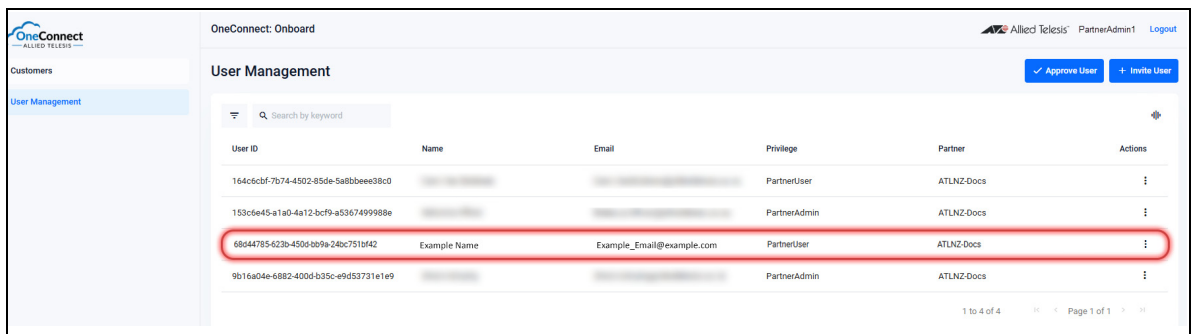 OneConnect
ALLIED TELESIS
OneConnect: Onboard
Allied Telesis PartnerAdmin1 Logout
Customers
User Management
User Management
Approve User
Invite User
Search by keyword
User ID Name Email Privilege Partner Actions
164c6cbf-7b74-4502-85de-5a8bbeee38c0 PartnerUser ATLNZ-Docs
153c6e45-a1a0-4a12-bcf9-a5367499988e PartnerAdmin ATLNZ-Docs
68d44785-623b-450d-bb9a-24bc751bf42 Example Name Example_Email@example.com PartnerUser ATLNZ-Docs
9b16a04e-6882-400d-b35c-e9d53731e1e9 PartnerAdmin ATLNZ-Docs
1 to 4 of 4 Page 1 of 1